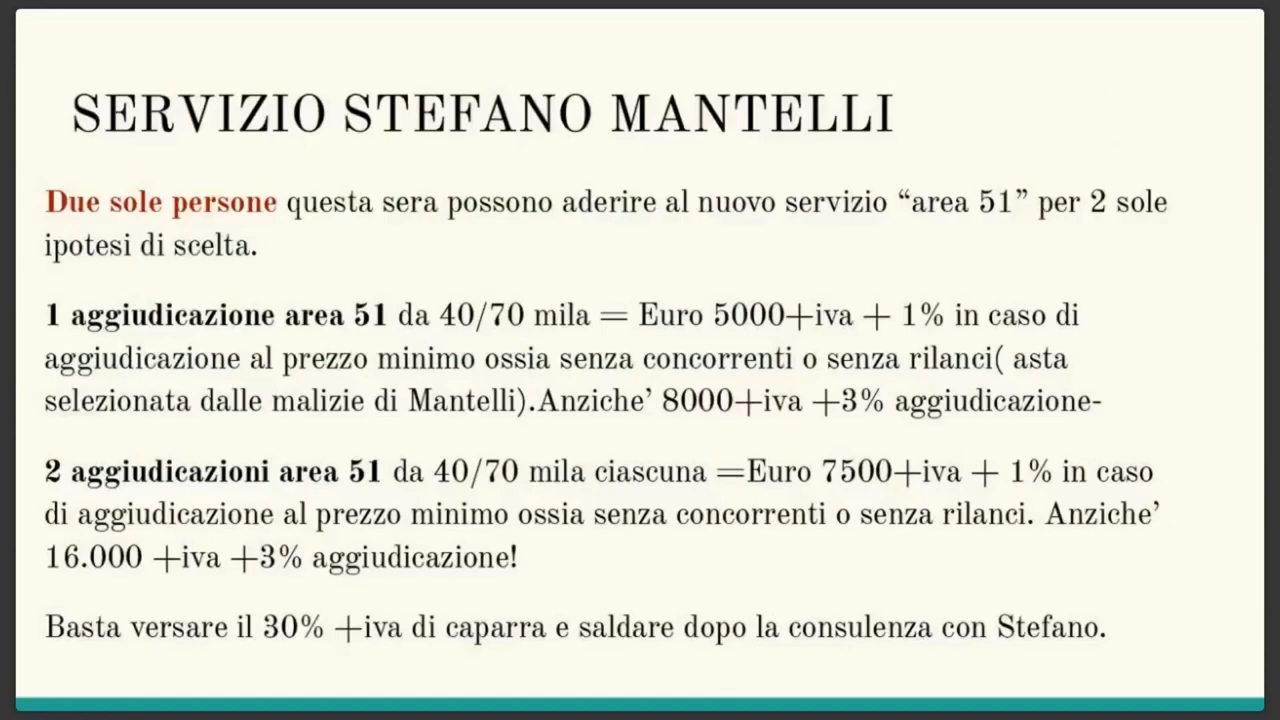 SERVIZIO STEFANO MANTELLI
Due sole persone questa sera possono aderire al nuovo servizio “area 51” per 2 sole
ipotesi di scelta.
1 aggiudicazione area 51 da 40/70 mila = Euro 5000+iva + 1% in caso di
aggiudicazione al prezzo minimo ossia senza concorrenti o senza rilanci( asta
selezionata dalle malizie di Mantelli).Anziche’ 8000+iva +3% aggiudicazione-
2 aggiudicazioni area 51 da 40/70 mila ciascuna =Euro 7500+iva + 1% in caso
di aggiudicazione al prezzo minimo ossia senza concorrenti o senza rilanci. Anziche’
16.000 +iva +3% aggiudicazione!
Basta versare il 30% +iva di caparra e saldare dopo la consulenza con Stefano.